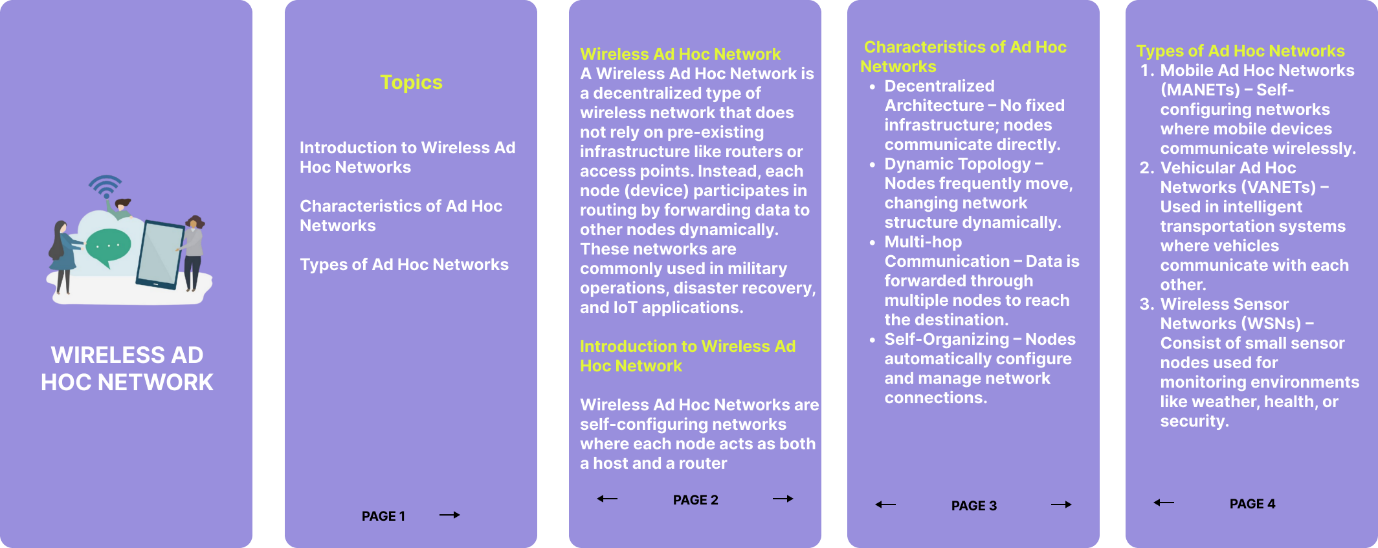 WIRELESS AD
HOC NETWORK
Topics
Introduction to Wireless Ad
Hoc Networks
Characteristics of Ad Hoc
Networks
Types of Ad Hoc Networks
PAGE 1
Wireless Ad Hoc Network
A Wireless Ad Hoc Network is
a decentralized type of
wireless network that does
not rely on pre-existing
infrastructure like routers or
access points. Instead, each
node (device) participates in
routing by forwarding data to
other nodes dynamically.
These networks are
commonly used in military
operations, disaster recovery,
and IoT applications.
Introduction to Wireless Ad
Hoc Network
Wireless Ad Hoc Networks are
self-configuring networks
where each node acts as both
a host and a router
PAGE 2
Characteristics of Ad Hoc
Networks
• Decentralized
Architecture – No fixed
infrastructure; nodes
communicate directly.
• Dynamic Topology –
Nodes frequently move,
changing network
structure dynamically.
• Multi-hop
Communication – Data is
forwarded through
multiple nodes to reach
the destination.
• Self-Organizing – Nodes
automatically configure
and manage network
connections.
PAGE 3
Types of Ad Hoc Networks
1. Mobile Ad Hoc Networks
(MANETs) – Self-
configuring networks
where mobile devices
communicate wirelessly.
2. Vehicular Ad Hoc
Networks (VANETs) –
Used in intelligent
transportation systems
where vehicles
communicate with each
other.
3. Wireless Sensor
Networks (WSNs) –
Consist of small sensor
nodes used for
monitoring environments
like weather, health, or
security.
PAGE 4